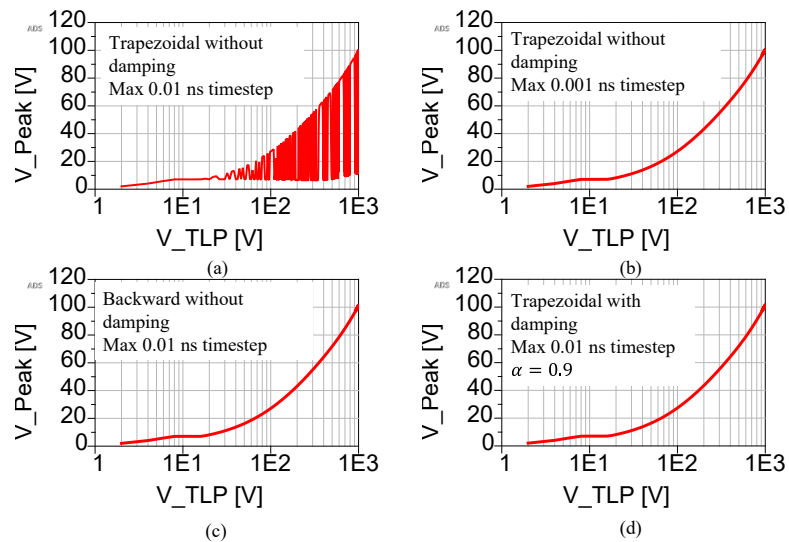 ADS
120
100
80
60
40
20
0
V_Peak [V]
Trapezoidal without
damping
Max 0.01 ns timestep
1 1E1 1E2 1E3
V_TLP [V]
(a)
ADS
120
100
80
60
40
20
0
V_Peak [V]
Trapezoidal without
damping
Max 0.001 ns timestep
1 1E1 1E2 1E3
V_TLP [V]
(b)
ADS
120
100
80
60
40
20
0
V_Peak [V]
Backward without
damping
Max 0.01 ns timestep
1 1E1 1E2 1E3
V_TLP [V]
(c)
ADS
120
100
80
60
40
20
0
V_Peak [V]
Trapezoidal with
damping
Max 0.01 ns timestep
α = 0.9
1 1E1 1E2 1E3
V_TLP [V]
(d)